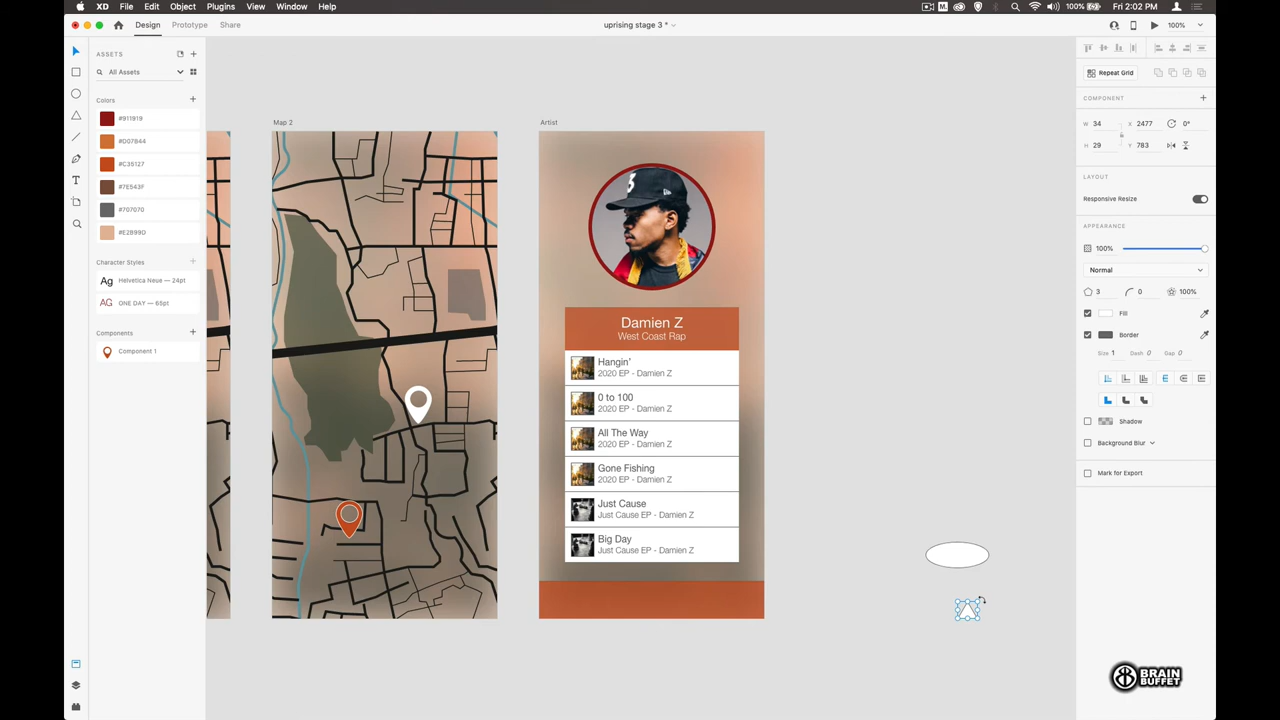 XD File Edit Object Plugins View Window Help
100% Fri 2:02 PM
Design Prototype Share
uprising stage 3 *
100%
ASSETS
All Assets
Colors
#911919
#D07B44
#C35127
#7E543F
#707070
#E2B99D
Character Styles
Ag Helvetica Neue — 24pt
AG ONE DAY — 65pt
Components
Component 1
Map 2
Artist
3
Damien Z
West Coast Rap
Hangin'
2020 EP - Damien Z
0 to 100
2020 EP - Damien Z
All The Way
2020 EP - Damien Z
Gone Fishing
2020 EP - Damien Z
Just Cause
Just Cause EP - Damien Z
Big Day
Just Cause EP - Damien Z
Repeat Grid
COMPONENT
W 34 X 2477 0°
H 29 Y 783
LAYOUT
Responsive Resize
APPEARANCE
100%
Normal
3 0 100%
Fill
Border
Size 1 Dash 0 Gap 0
Shadow
Background Blur
Mark for Export
BRAIN
BUFFET